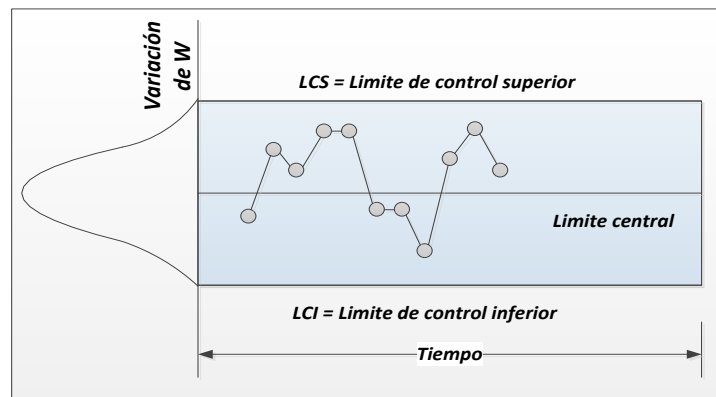 Variación
de W
LCS = Limite de control superior
Limite central
LCI = Limite de control inferior
Tiempo